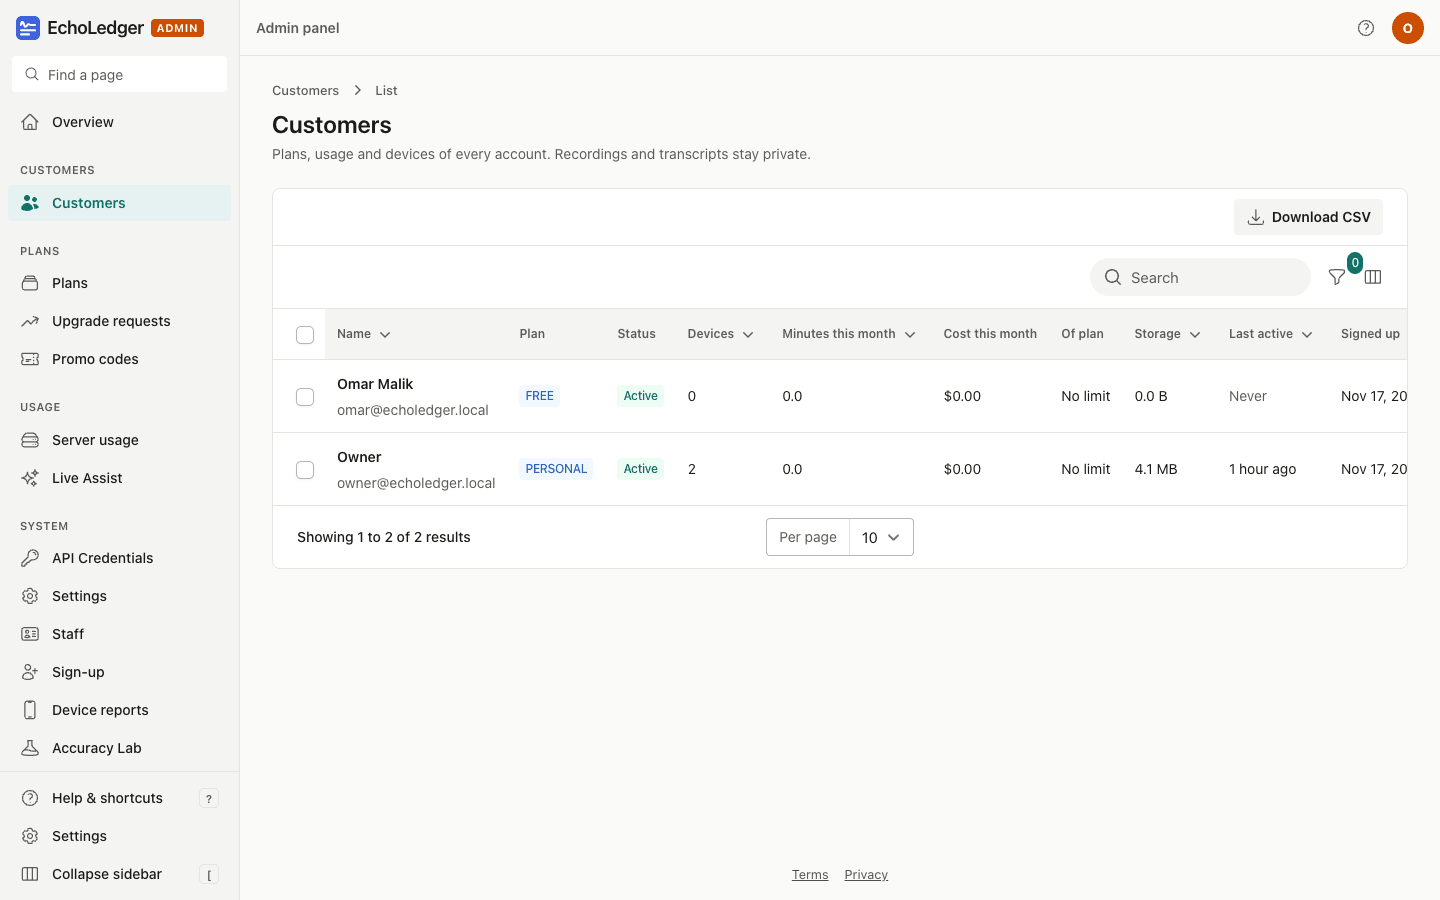 EchoLedger ADMIN
Find a page
Overview
CUSTOMERS
Customers
PLANS
Plans
Upgrade requests
Promo codes
USAGE
Server usage
Live Assist
SYSTEM
API Credentials
Settings
Staff
Sign-up
Device reports
Accuracy Lab
Help & shortcuts ?
Settings
Collapse sidebar [
Admin panel
O
Customers > List
Customers
Plans, usage and devices of every account. Recordings and transcripts stay private.
Download CSV
Search
0
Name Plan Status Devices Minutes this month Cost this month Of plan Storage Last active Signed up
Omar Malik
omar@echoledger.local
FREE Active 0 0.0 $0.00 No limit 0.0 B Never Nov 17, 20
Owner
owner@echoledger.local
PERSONAL Active 2 0.0 $0.00 No limit 4.1 MB 1 hour ago Nov 17, 20
Showing 1 to 2 of 2 results
Per page 10
Terms Privacy